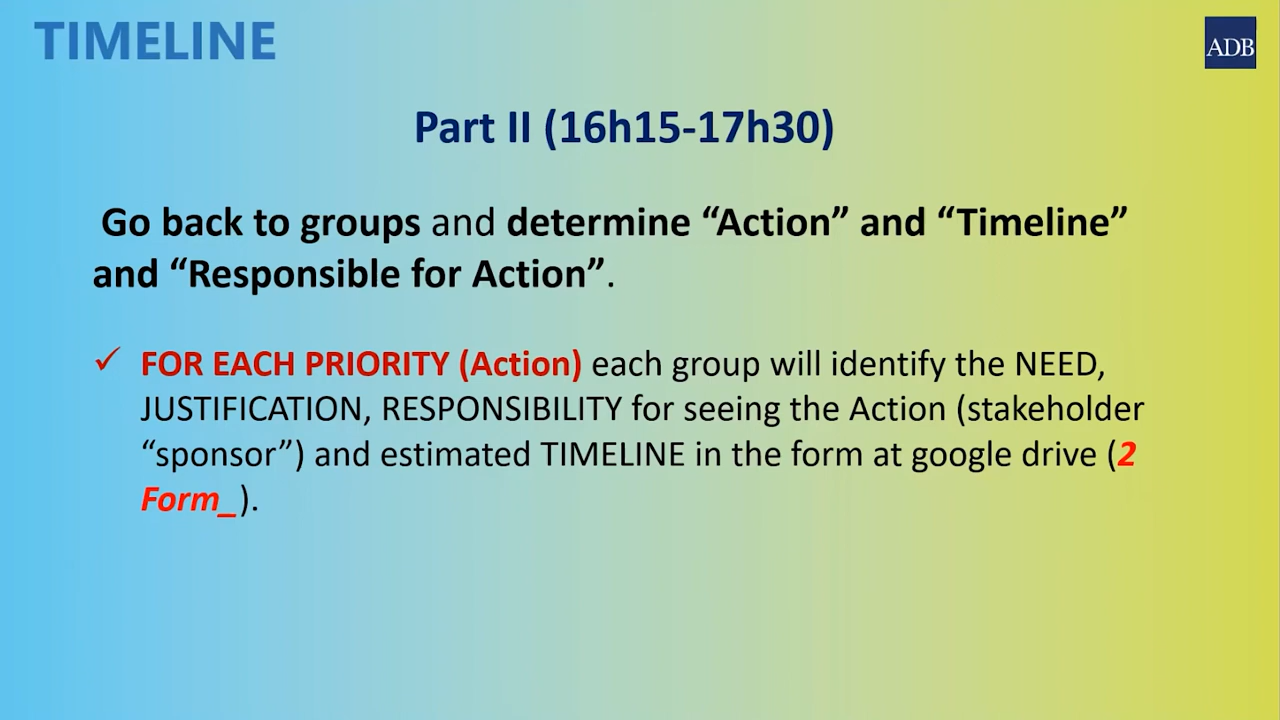 TIMELINE
ADB
Part II (16h15-17h30)
Go back to groups and determine “Action” and “Timeline”
and “Responsible for Action”.
✓ FOR EACH PRIORITY (Action) each group will identify the NEED,
JUSTIFICATION, RESPONSIBILITY for seeing the Action (stakeholder
“sponsor”) and estimated TIMELINE in the form at google drive (2
Form_).